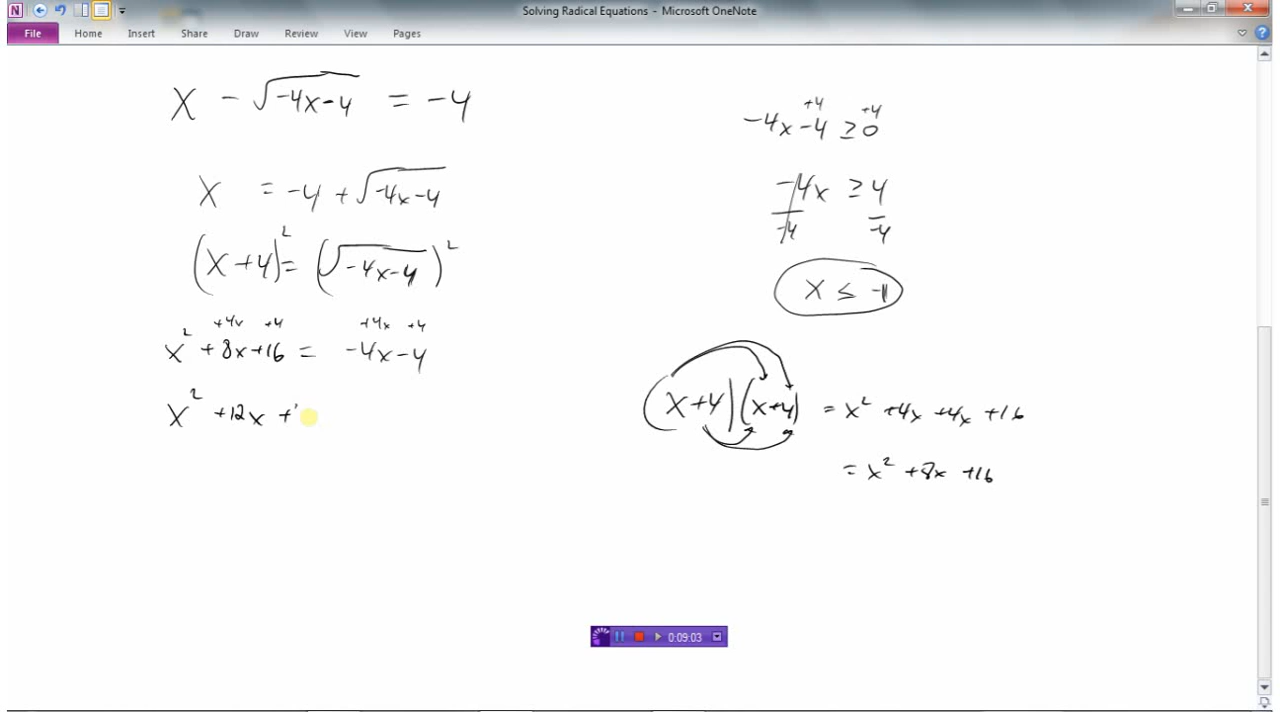 Solving Radical Equations - Microsoft OneNote
File Home Insert Share Draw Review View Pages
x - √(-4x-4) = -4
x = -4 + √(-4x-4)
(x+4)² = (√(-4x-4))²
+4x +4 +4x +4
x² +8x+16 = -4x-4
x² +12x +
+4 +4
-4x-4 ≥ 0
-4x ≥ 4
-4 -4
x ≤ -1
(x+4)(x+4) = x² +4x +4x +16
= x² +8x +16
0:09:03